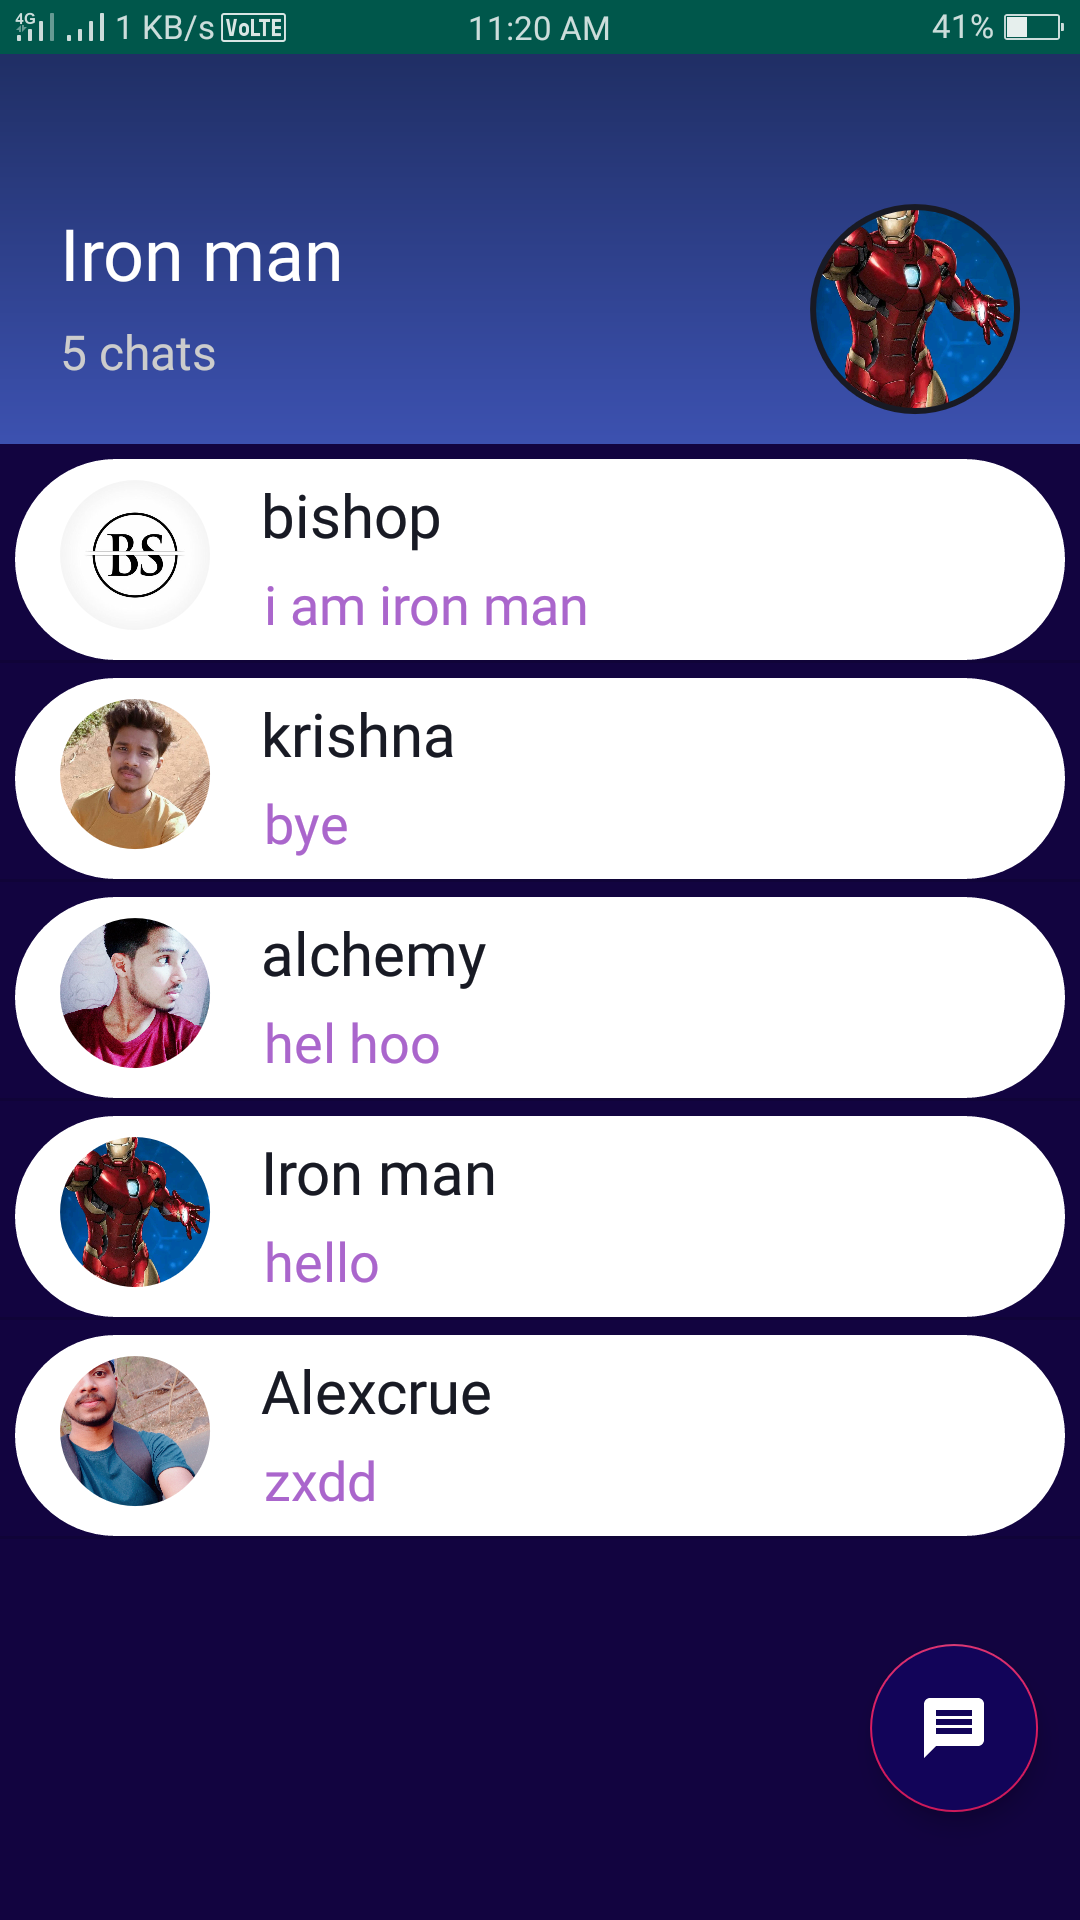 4G 1 KB/s VoLTE 11:20 AM 41%
Iron man
5 chats
BS
bishop
i am iron man
krishna
bye
alchemy
hel hoo
Iron man
hello
Alexcrue
zxdd